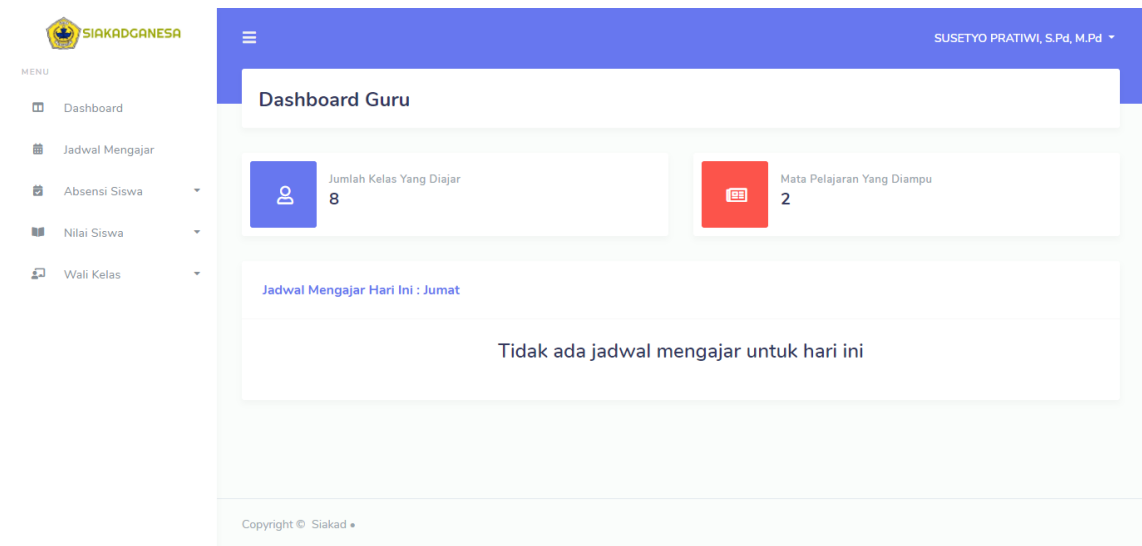 SIAKADGANESA
MENU
Dashboard
Jadwal Mengajar
Absensi Siswa
Nilai Siswa
Wali Kelas
SUSETYO PRATIWI, S.Pd, M.Pd
Dashboard Guru
Jumlah Kelas Yang Diajar
8
Mata Pelajaran Yang Diampu
2
Jadwal Mengajar Hari Ini : Jumat
Tidak ada jadwal mengajar untuk hari ini
Copyright © Siakad •